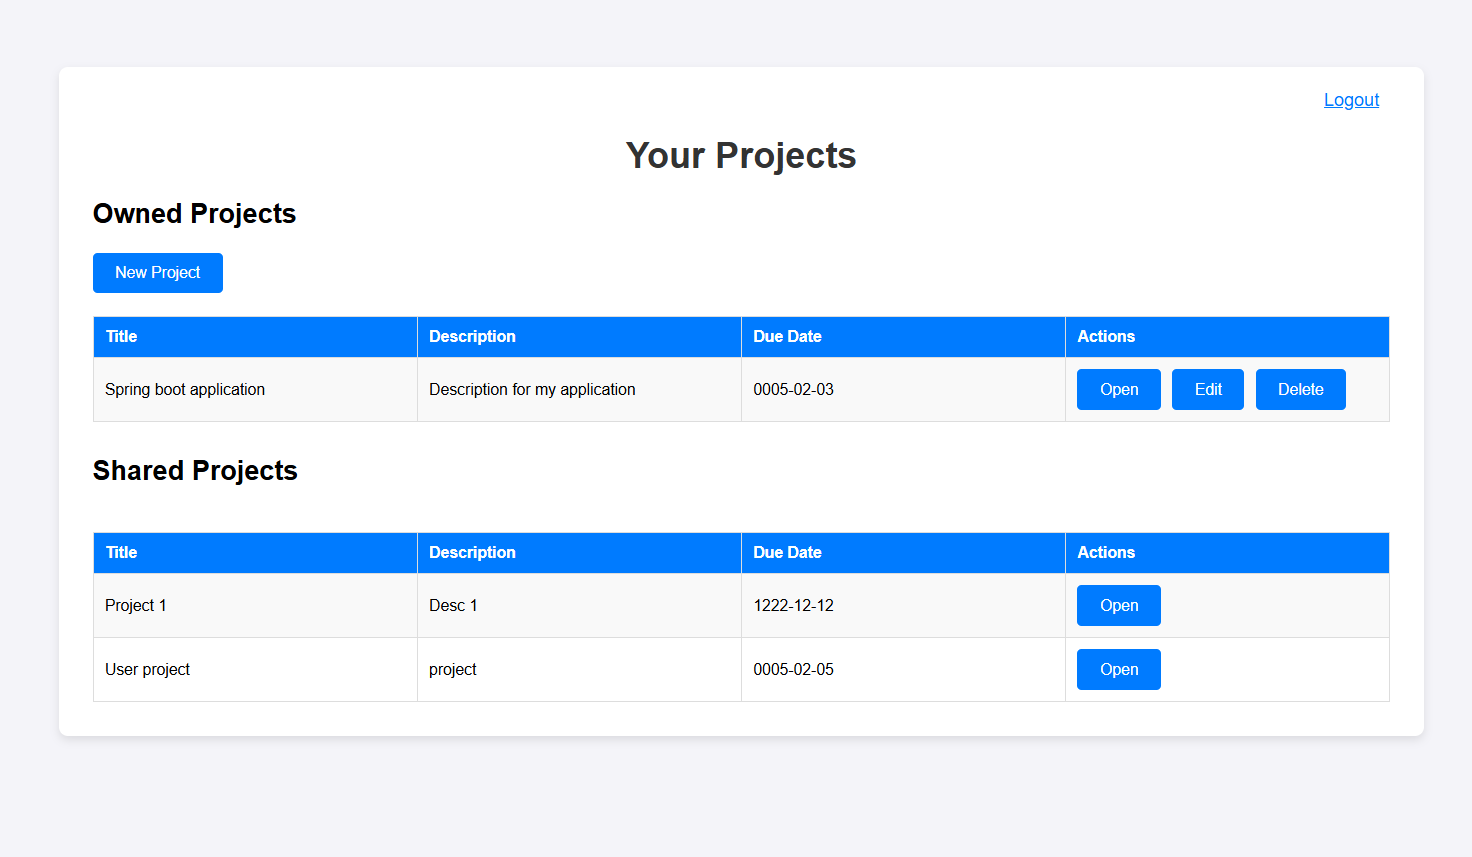 Logout
Your Projects
Owned Projects
New Project
Title Description Due Date Actions
Spring boot application Description for my application 0005-02-03 Open Edit Delete
Shared Projects
Title Description Due Date Actions
Project 1 Desc 1 1222-12-12 Open
User project project 0005-02-05 Open